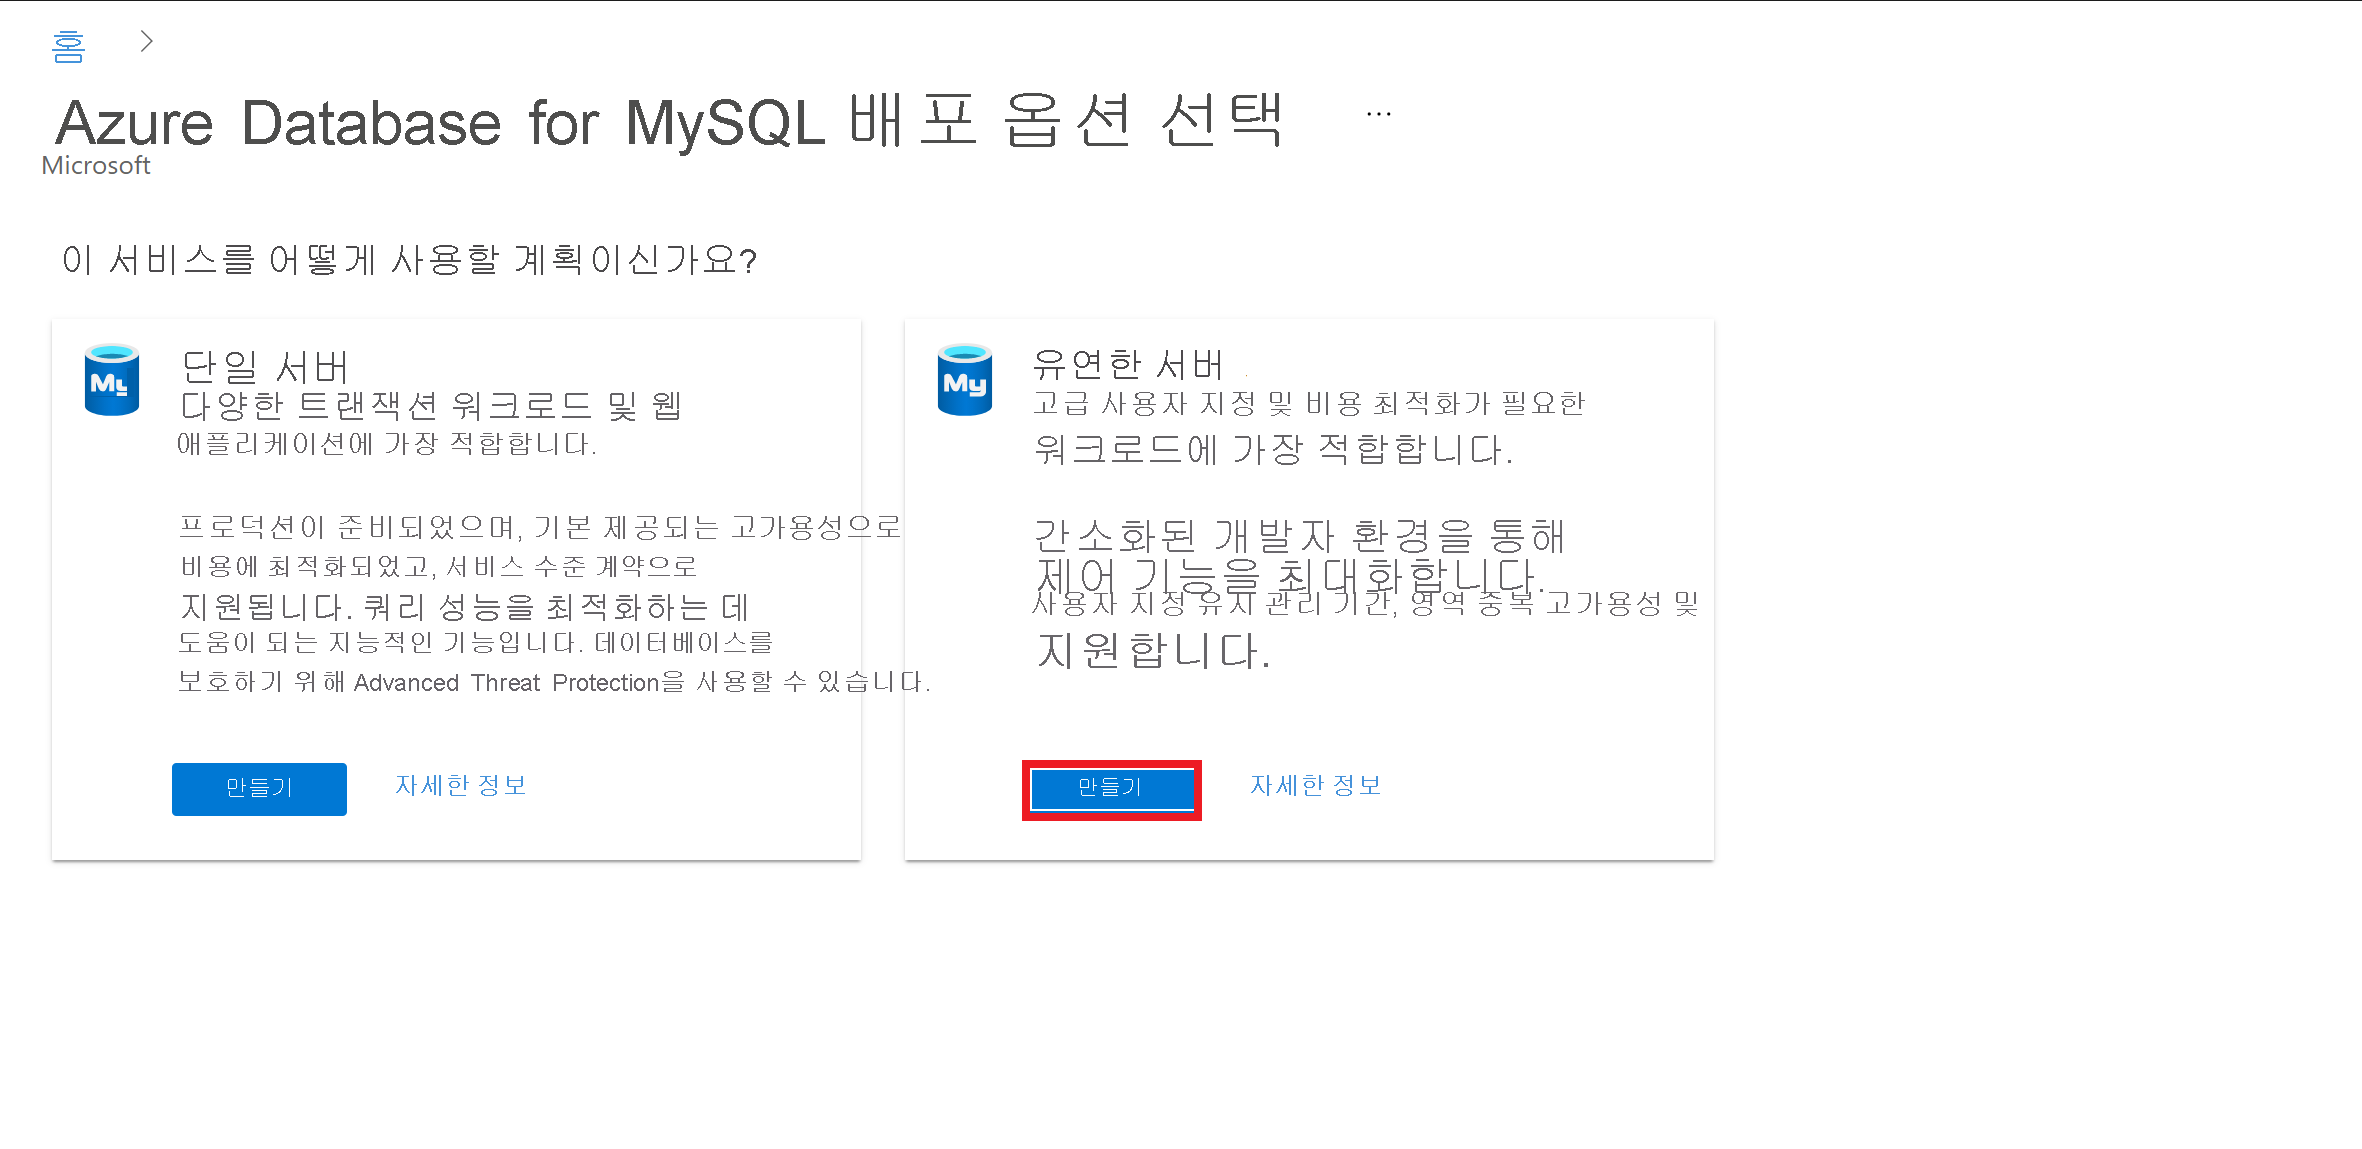 홈 >
Azure Database for MySQL 배포 옵션 선택 ...
Microsoft
이 서비스를 어떻게 사용할 계획이신가요?
My
단일 서버
다양한 트랜잭션 워크로드 및 웹
애플리케이션에 가장 적합합니다.
프로덕션이 준비되었으며, 기본 제공되는 고가용성으로
비용에 최적화되었고, 서비스 수준 계약으로
지원됩니다. 쿼리 성능을 최적화하는 데
도움이 되는 지능적인 기능입니다. 데이터베이스를
보호하기 위해 Advanced Threat Protection을 사용할 수 있습니다.
만들기 자세한 정보
My
유연한 서버
고급 사용자 지정 및 비용 최적화가 필요한
워크로드에 가장 적합합니다.
간소화된 개발자 환경을 통해
제어 기능을 최대화합니다.
사용자 지정 유지 관리 기간, 영역 중복 고가용성 및
지원합니다.
만들기 자세한 정보